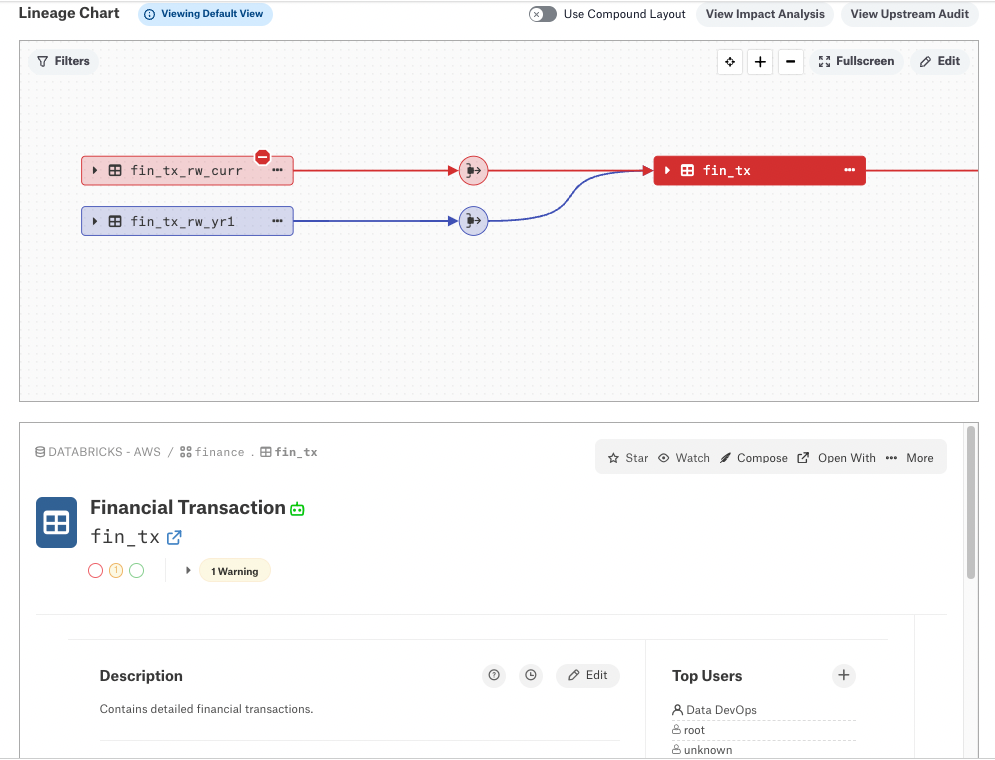 Lineage Chart Viewing Default View Use Compound Layout View Impact Analysis View Upstream Audit
Filters Fullscreen Edit
fin_tx_rw_curr fin_tx
fin_tx_rw_yr1
DATABRICKS - AWS / finance . fin_tx
Star Watch Compose Open With More
Financial Transaction
fin_tx
1 1 Warning
Description Edit Top Users
Contains detailed financial transactions. Data DevOps
root
unknown